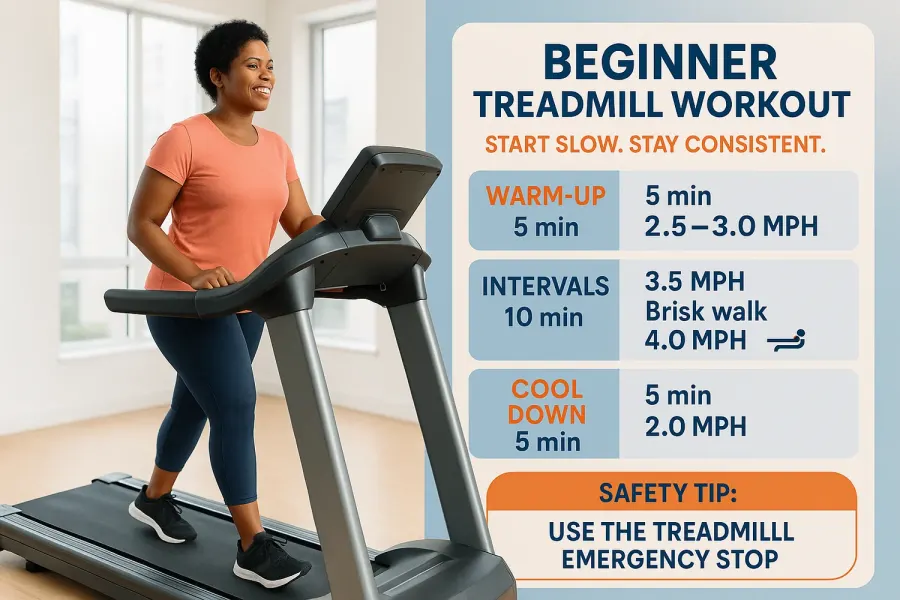 BEGINNER
TREADMILL WORKOUT
START SLOW. STAY CONSISTENT.
WARM-UP
5 min
5 min
2.5–3.0 MPH
INTERVALS
10 min
3.5 MPH
Brisk walk
4.0 MPH
COOL
DOWN
5 min
5 min
2.0 MPH
SAFETY TIP:
USE THE TREADMILLL
EMERGENCY STOP